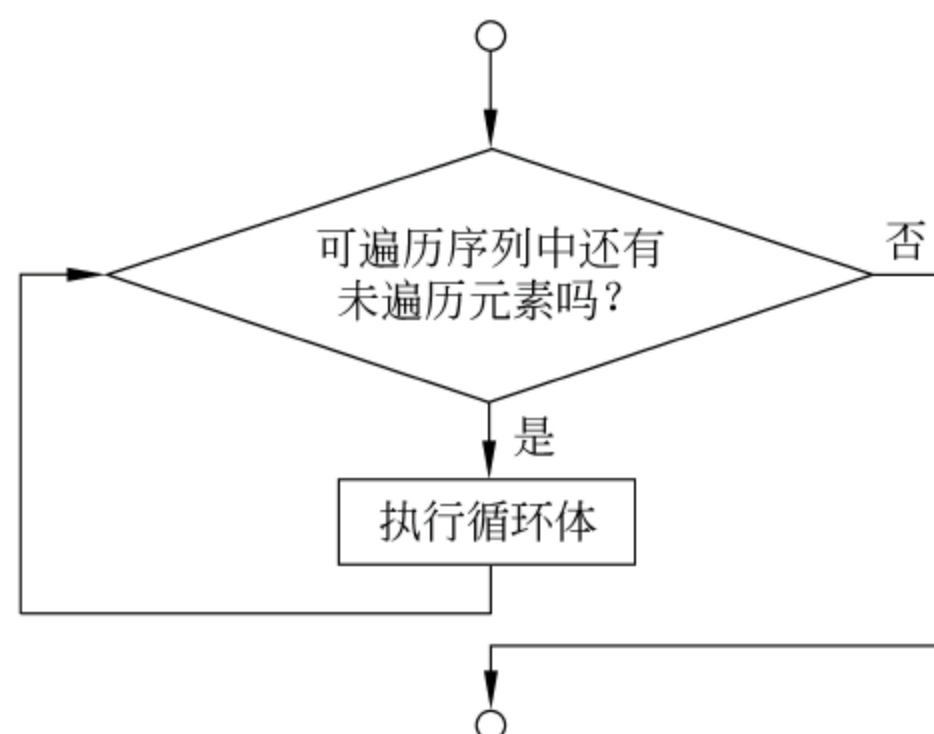 可遍历序列中还有
未遍历元素吗？
否
是
执行循环体